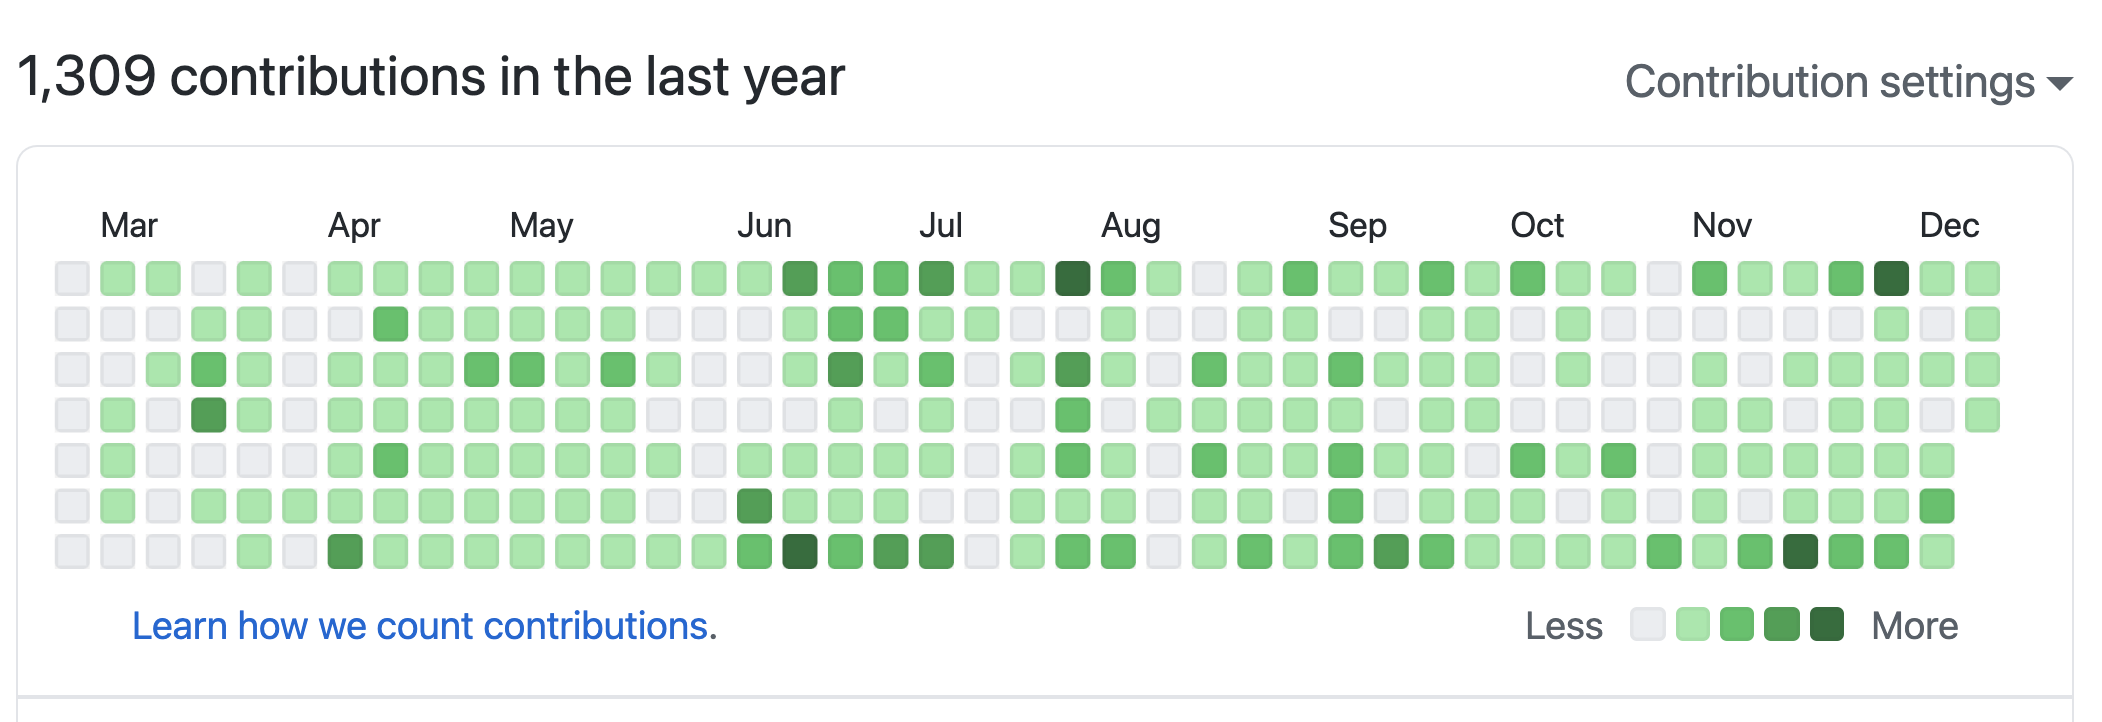 1,309 contributions in the last year
Contribution settings
Mar Apr May Jun Jul Aug Sep Oct Nov Dec
Learn how we count contributions.
Less More